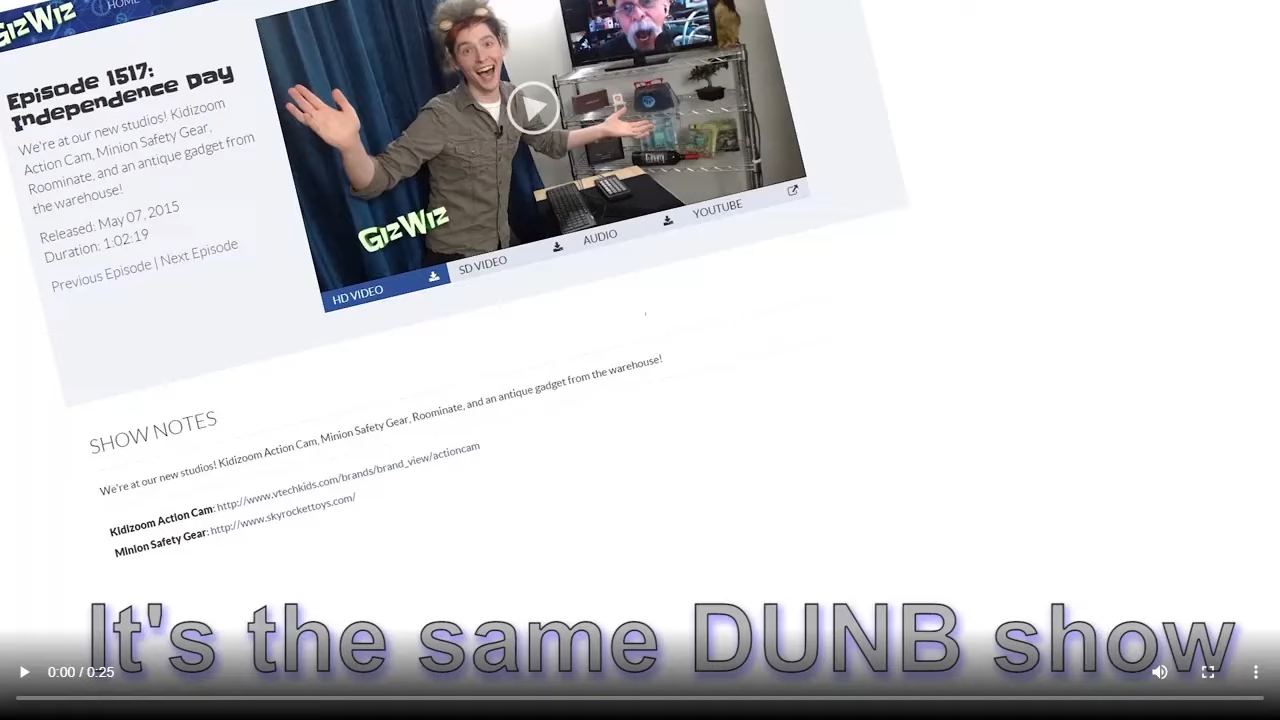 GizWiz
HOME
Episode 1517:
Independence Day
We're at our new studios! Kidizoom
Action Cam, Minion Safety Gear,
Roominate, and an antique gadget from
the warehouse!
Released: May 07, 2015
Duration: 1:02:19
Previous Episode | Next Episode
GizWiz
HD VIDEO
SD VIDEO
AUDIO
YOUTUBE
SHOW NOTES
We're at our new studios! Kidizoom Action Cam, Minion Safety Gear, Roominate, and an antique gadget from the warehouse!
Kidizoom Action Cam: http://www.vtechkids.com/brands/brand_view/actioncam
Minion Safety Gear: http://www.skyrockettoys.com/
It's the same DUNB show
0:00 / 0:25